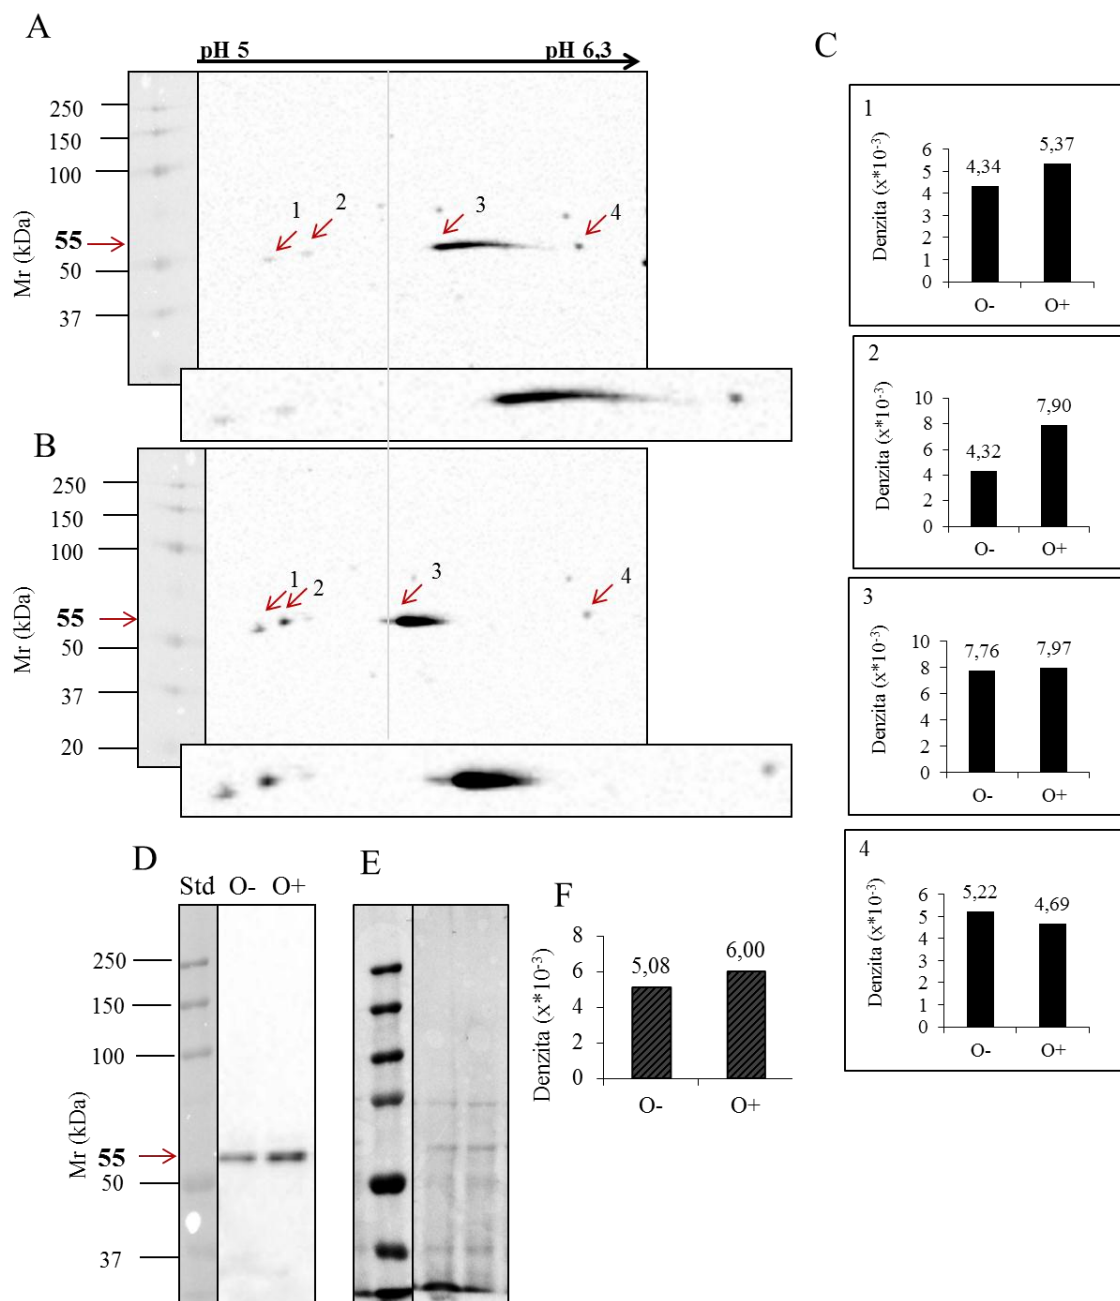 A
pH 5 pH 6,3
250
150
100
55
50
37
Mr (kDa)
1 2 3 4
B
250
150
100
55
50
37
20
Mr (kDa)
1 2 3 4
C
1
Denzita (x*10-3)
6
5
4
3
2
1
0
4,34 5,37
O- O+
2
Denzita (x*10-3)
10
8
6
4
2
0
4,32 7,90
O- O+
3
Denzita (x*10-3)
10
8
6
4
2
0
7,76 7,97
O- O+
4
Denzita (x*10-3)
6
5
4
3
2
1
0
5,22 4,69
O- O+
D
Std O- O+
250
150
100
55
50
37
Mr (kDa)
E
F
Denzita (x*10-3)
8
6
4
2
0
5,08 6,00
O- O+